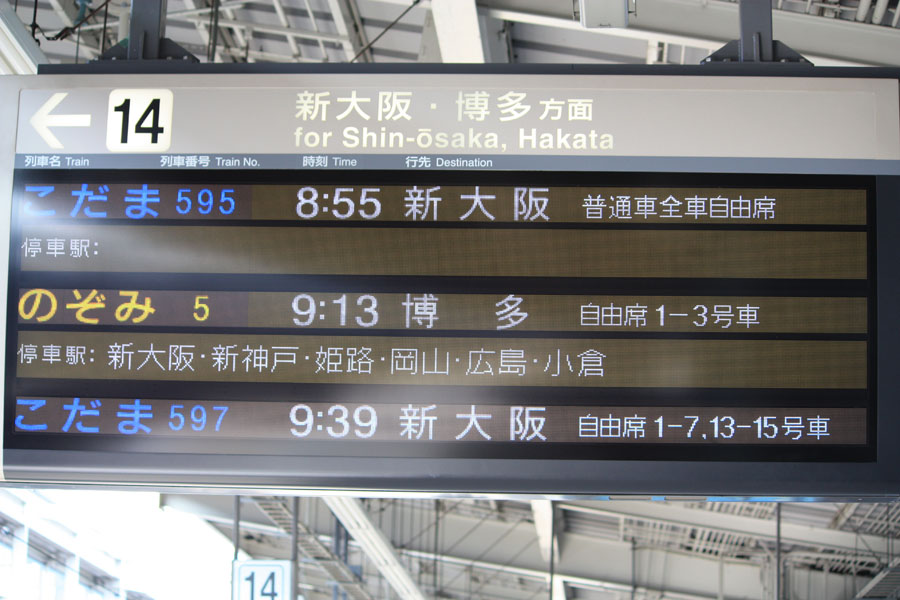 14 新大阪・博多方面
for Shin-ōsaka, Hakata
列車名 Train 列車番号 Train No. 時刻 Time 行先 Destination
こだま 595 8:55 新大阪 普通車全車自由席
停車駅:
のぞみ 5 9:13 博多 自由席1-3号車
停車駅: 新大阪・新神戸・姫路・岡山・広島・小倉
こだま 597 9:39 新大阪 自由席1-7,13-15号車
14